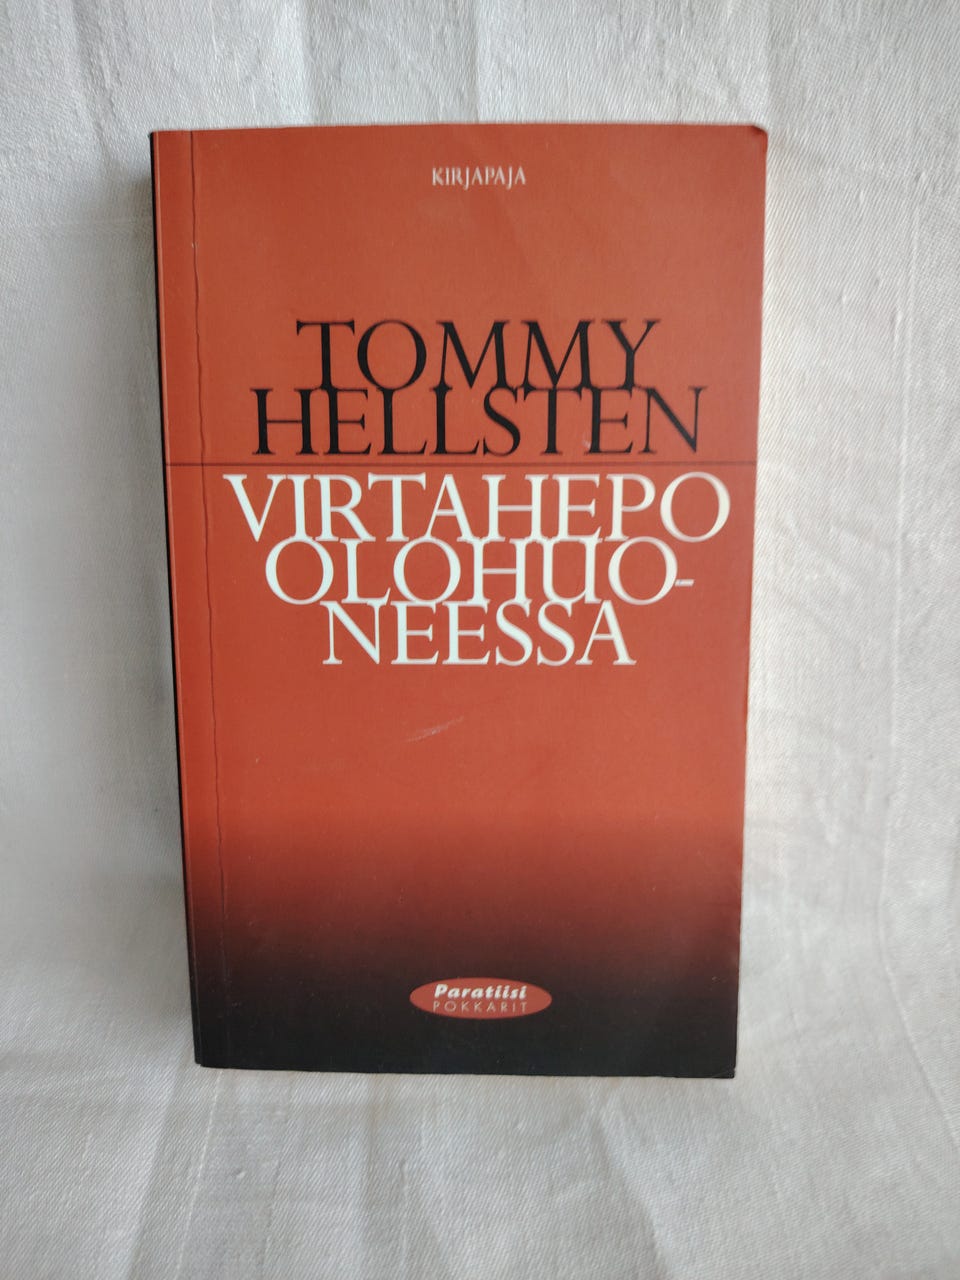 KIRJAPAJA
TOMMY
HELLSTEN
VIRTAHEPO
OLOHUO-
NEESSA
Paratiisi
POKKARIT